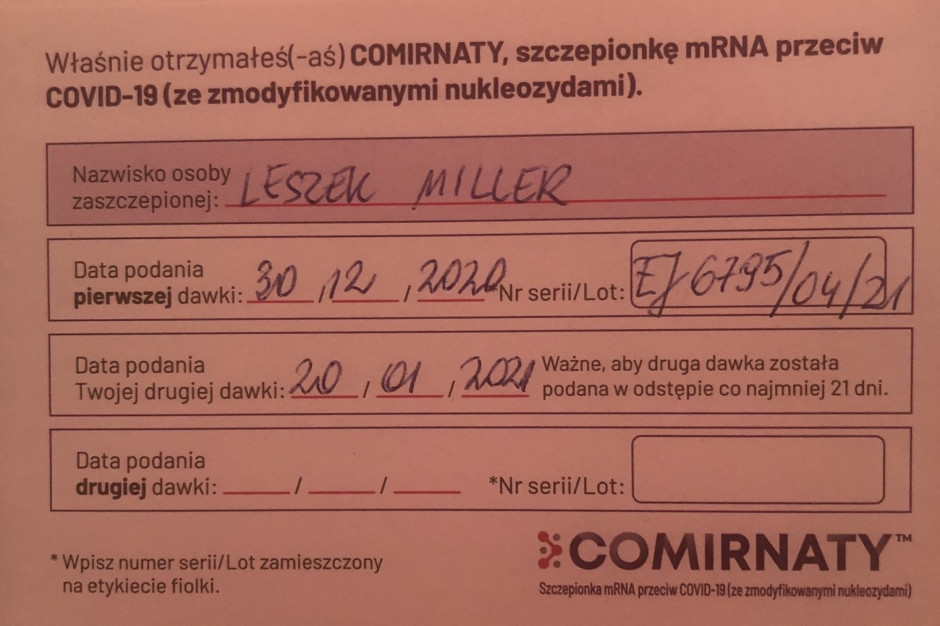 Właśnie otrzymałeś(-aś) COMIRNATY, szczepionkę mRNA przeciw
COVID-19 (ze zmodyfikowanymi nukleozydami).
Nazwisko osoby
zaszczepionej: LESZEK MILLER
Data podania
pierwszej dawki: 30 / 12 / 2020 *Nr serii/Lot: EJ6795/04/21
Data podania
Twojej drugiej dawki: 20 / 01 / 2021
Ważne, aby druga dawka została
podana w odstępie co najmniej 21 dni.
Data podania
drugiej dawki: / / *Nr serii/Lot:
* Wpisz numer serii/Lot zamieszczony
na etykiecie fiolki.
COMIRNATY™
Szczepionka mRNA przeciw COVID-19 (ze zmodyfikowanymi nukleozydami)